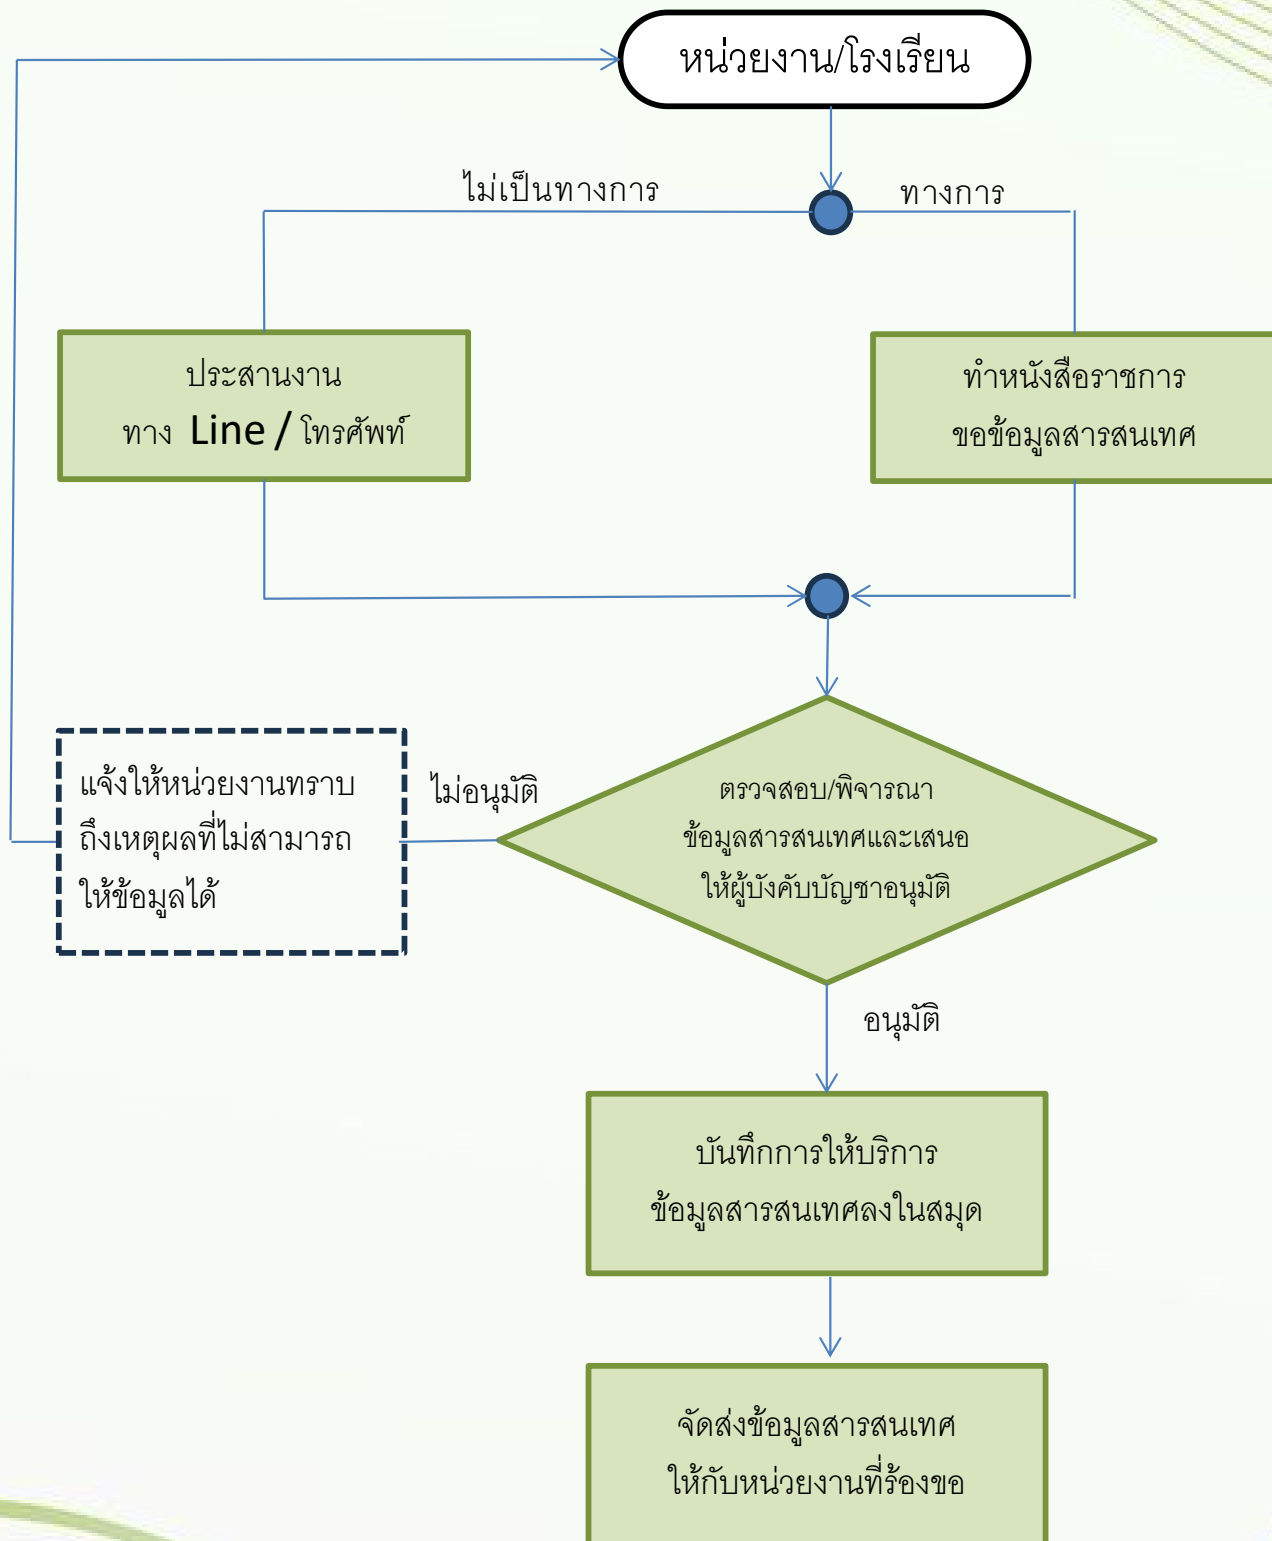 หน่วยงาน/โรงเรียน
ไม่เป็นทางการ
ทางการ
ประสานงาน
ทาง Line / โทรศัพท์
ทำหนังสือราชการ
ขอข้อมูลสารสนเทศ
แจ้งให้หน่วยงานทราบ
ถึงเหตุผลที่ไม่สามารถ
ให้ข้อมูลได้
ไม่อนุมัติ
ตรวจสอบ/พิจารณา
ข้อมูลสารสนเทศและเสนอ
ให้ผู้บังคับบัญชาอนุมัติ
อนุมัติ
บันทึกการให้บริการ
ข้อมูลสารสนเทศลงในสมุด
จัดส่งข้อมูลสารสนเทศ
ให้กับหน่วยงานที่ร้องขอ